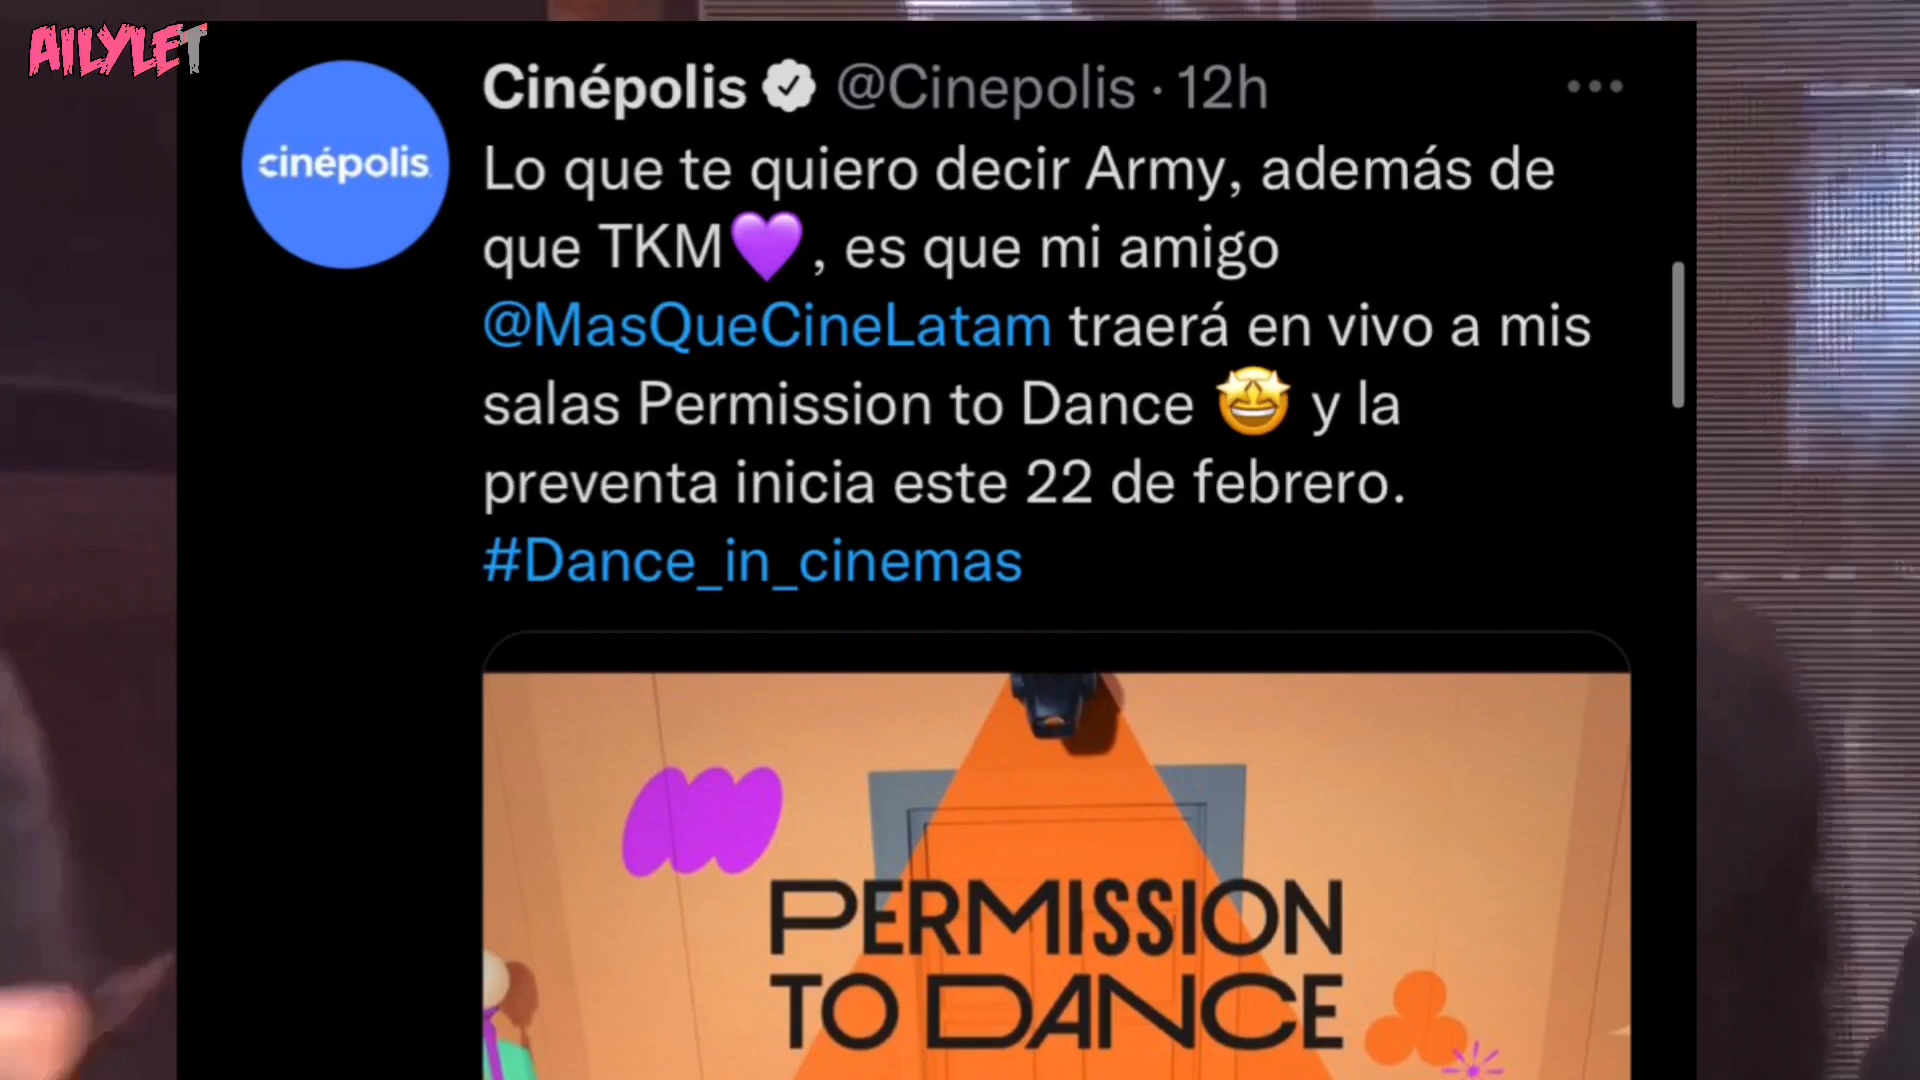 AILYLET
Cinépolis @Cinepolis · 12h
cinépolis
Lo que te quiero decir Army, además de
que TKM💜, es que mi amigo
@MasQueCineLatam traerá en vivo a mis
salas Permission to Dance 🤩 y la
preventa inicia este 22 de febrero.
#Dance_in_cinemas
PERMISSION
TO DANCE